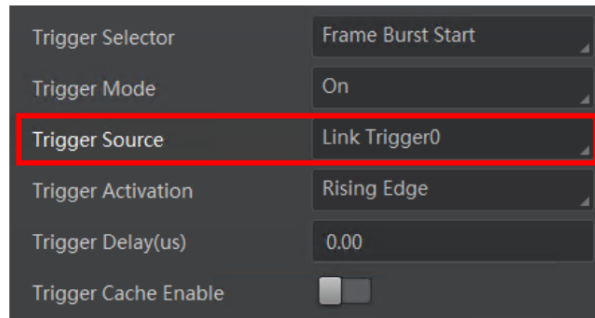 Trigger Selector Frame Burst Start
Trigger Mode On
Trigger Source Link Trigger0
Trigger Activation Rising Edge
Trigger Delay(us) 0.00
Trigger Cache Enable